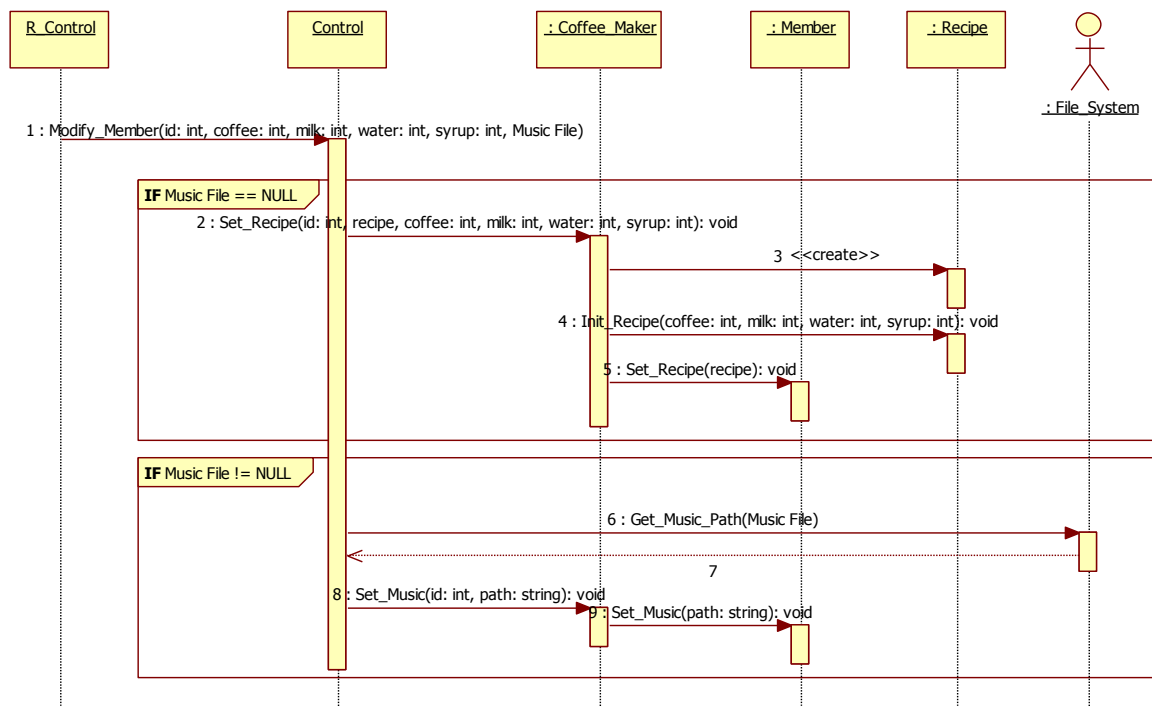 R_Control
Control
: Coffee_Maker
: Member
: Recipe
: File_System
1 : Modify_Member(id: int, coffee: int, milk: int, water: int, syrup: int, Music File)
IF Music File == NULL
2 : Set_Recipe(id: int, recipe, coffee: int, milk: int, water: int, syrup: int): void
3 <<create>>
4 : Init_Recipe(coffee: int, milk: int, water: int, syrup: int): void
5 : Set_Recipe(recipe): void
IF Music File != NULL
6 : Get_Music_Path(Music File)
7
8 : Set_Music(id: int, path: string): void
9 : Set_Music(path: string): void